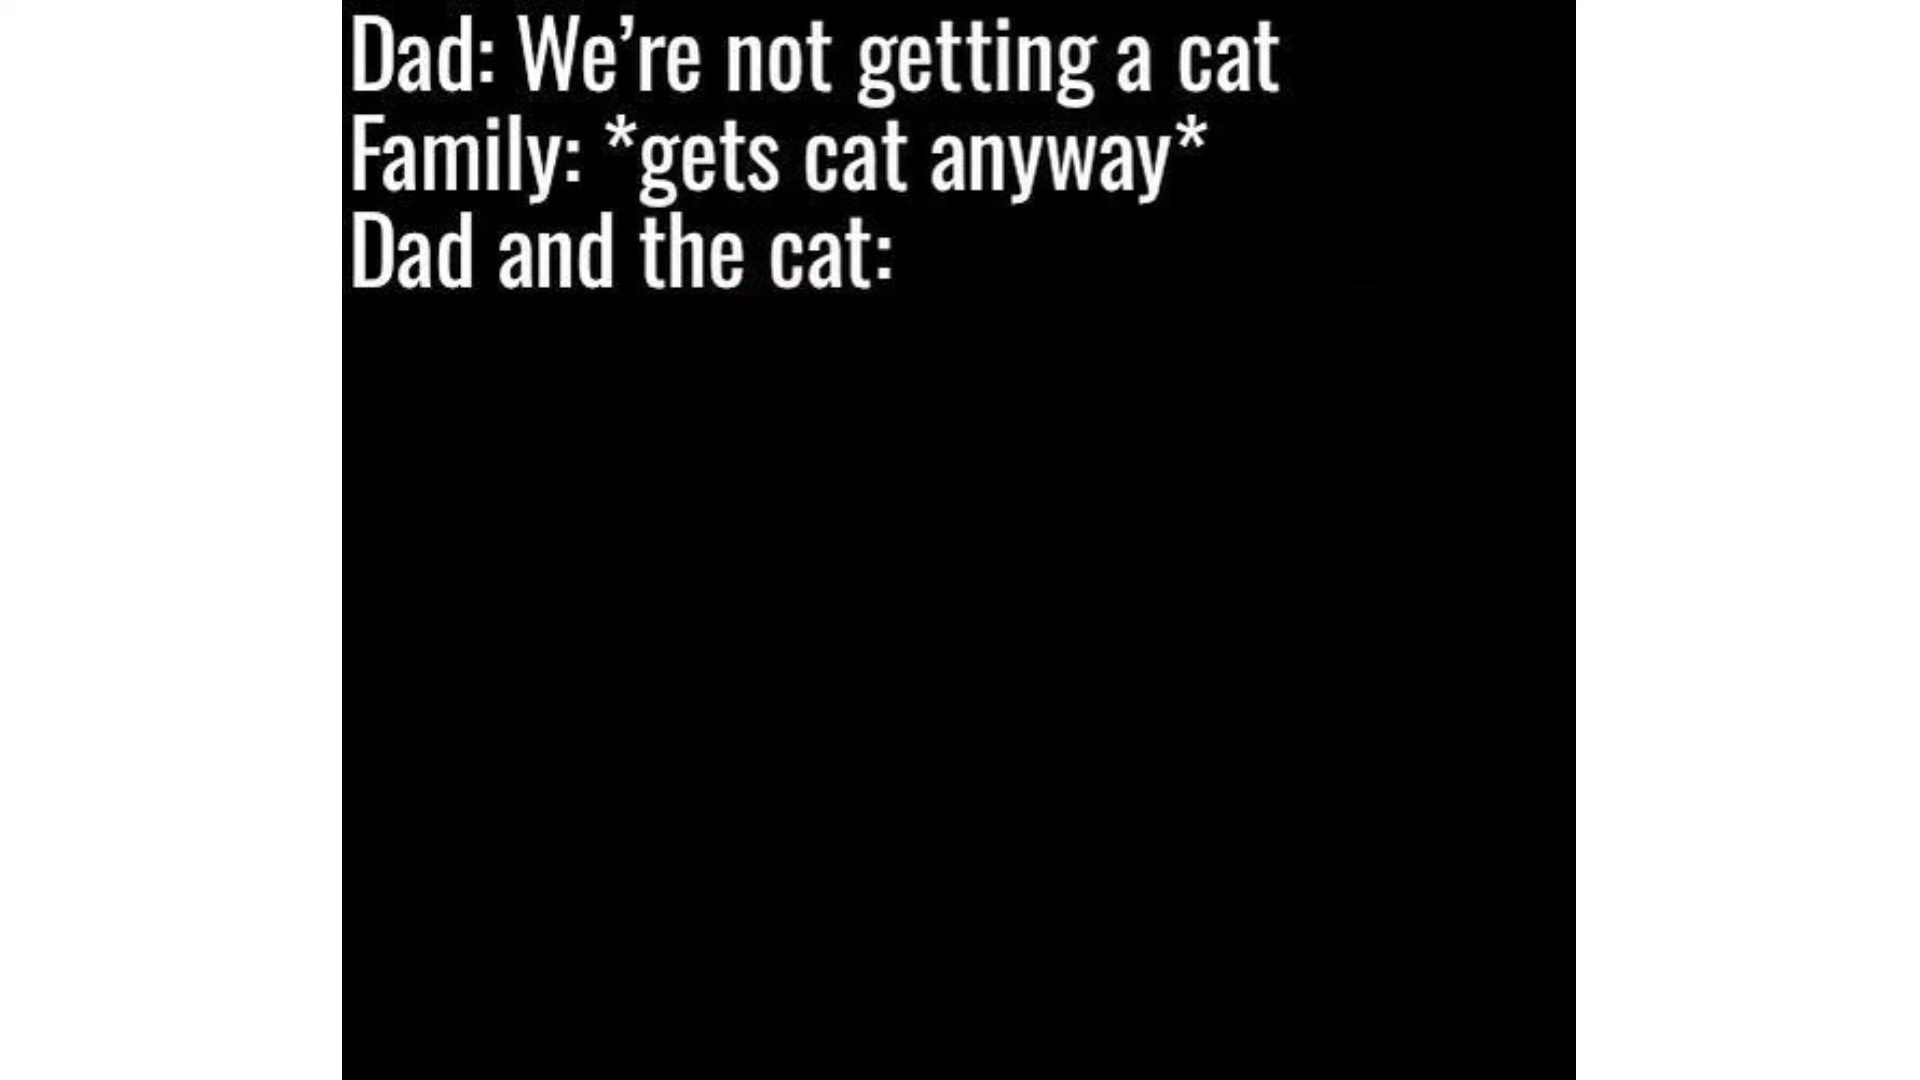 Dad: We’re not getting a cat
Family: *gets cat anyway*
Dad and the cat: